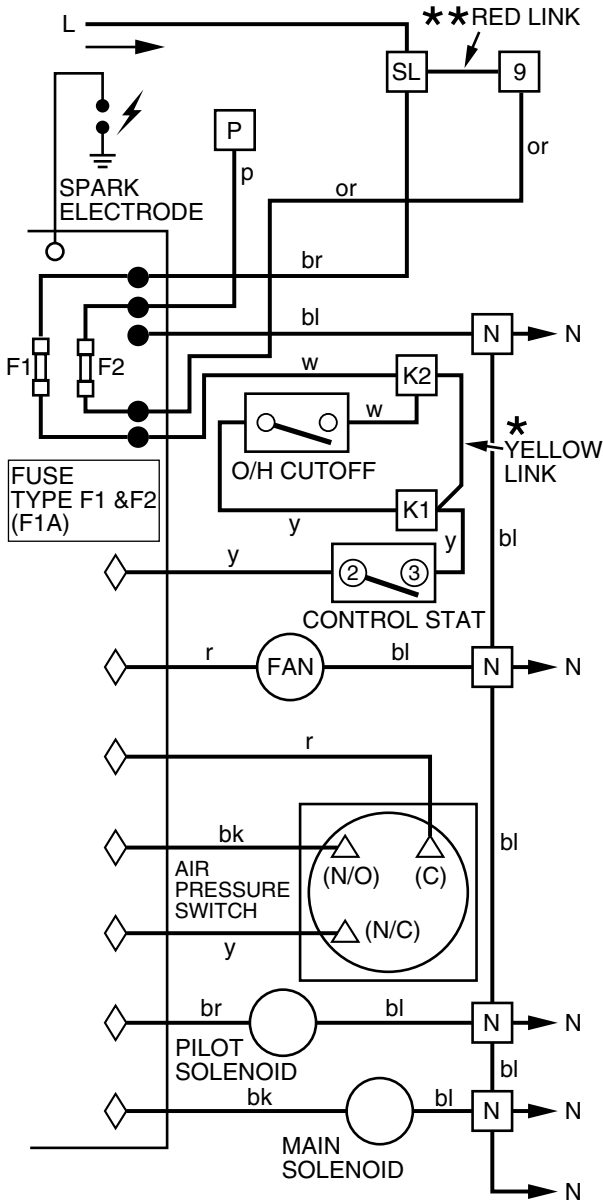 L
**RED LINK
SL
9
P
or
p
SPARK
ELECTRODE
or
br
bl
N
N
F1
F2
w
K2
w
*
YELLOW
LINK
O/H CUTOFF
FUSE
TYPE F1 &F2
(F1A)
K1
y
y
bl
y
2
3
CONTROL STAT
r
FAN
bl
N
N
r
bk
(N/O)
(C)
bl
AIR
PRESSURE
SWITCH
(N/C)
y
br
bl
N
N
PILOT
SOLENOID
bl
bk
bl
N
N
MAIN
SOLENOID
N